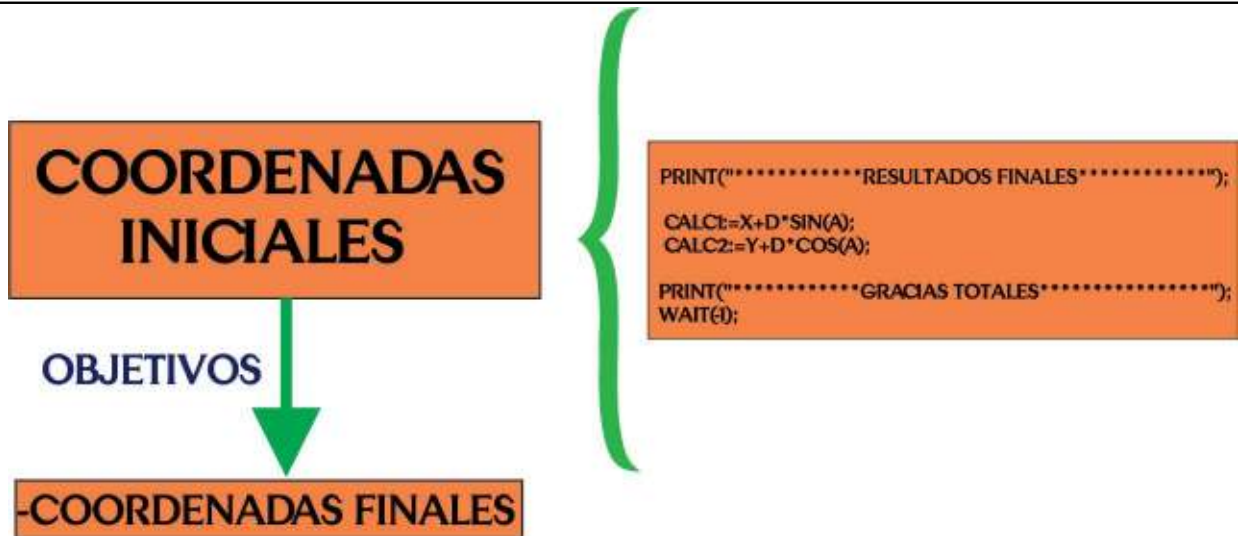 COORDENADAS
INICIALES
OBJETIVOS
-COORDENADAS FINALES
PRINT("************RESULTADOS FINALES************");
CALC1:=X+D*SIN(A);
CALC2:=Y+D*COS(A);
PRINT("************GRACIAS TOTALES****************");
WAIT(-1);